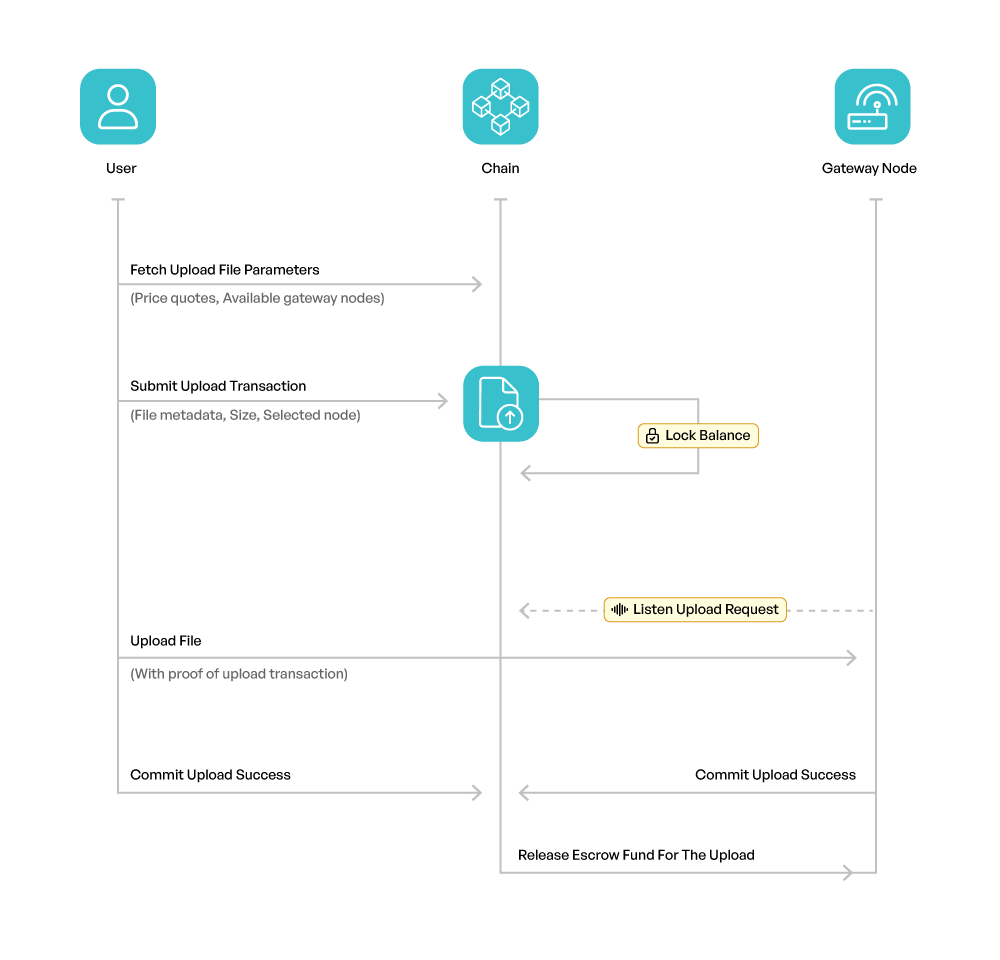 User
Chain
Gateway Node
Fetch Upload File Parameters
(Price quotes, Available gateway nodes)
Submit Upload Transaction
(File metadata, Size, Selected node)
Lock Balance
Listen Upload Request
Upload File
(With proof of upload transaction)
Commit Upload Success
Commit Upload Success
Release Escrow Fund For The Upload